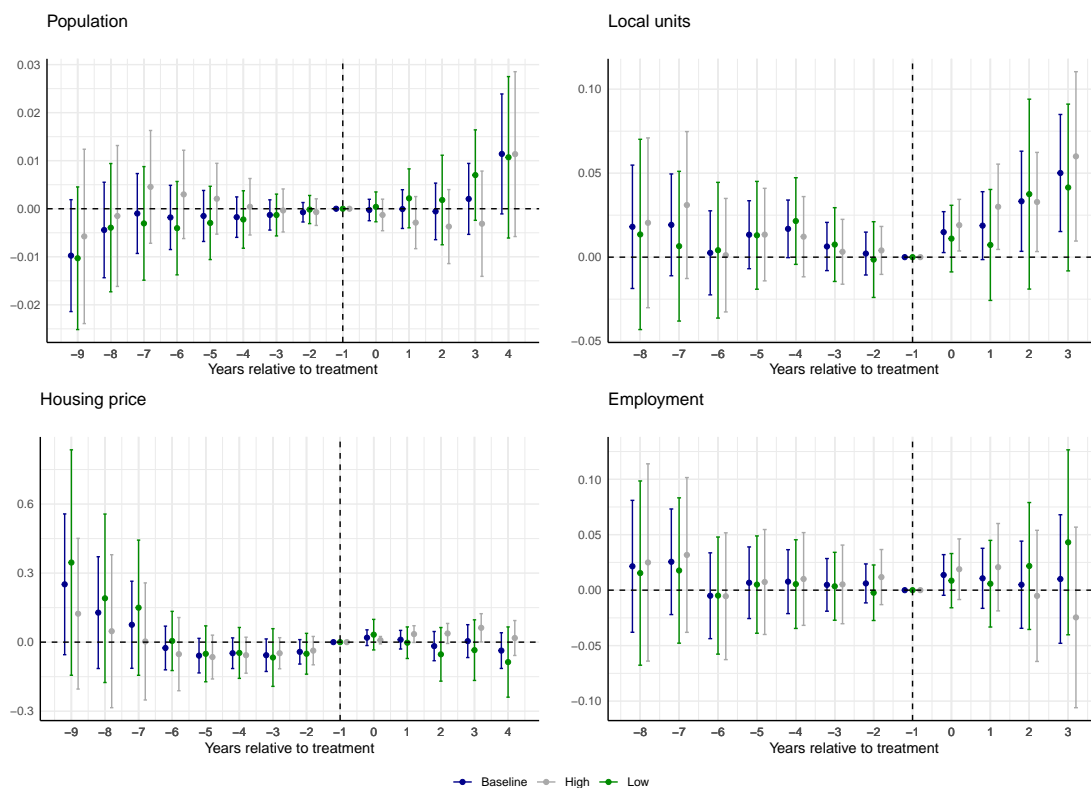 Population
0.03
0.02
0.01
0.00
−0.01
−0.02
−9 −8 −7 −6 −5 −4 −3 −2 −1 0 1 2 3 4
Years relative to treatment
Local units
0.10
0.05
0.00
−0.05
−8 −7 −6 −5 −4 −3 −2 −1 0 1 2 3
Years relative to treatment
Housing price
0.6
0.3
0.0
−0.3
−9 −8 −7 −6 −5 −4 −3 −2 −1 0 1 2 3 4
Years relative to treatment
Employment
0.10
0.05
0.00
−0.05
−0.10
−8 −7 −6 −5 −4 −3 −2 −1 0 1 2 3
Years relative to treatment
Baseline High Low